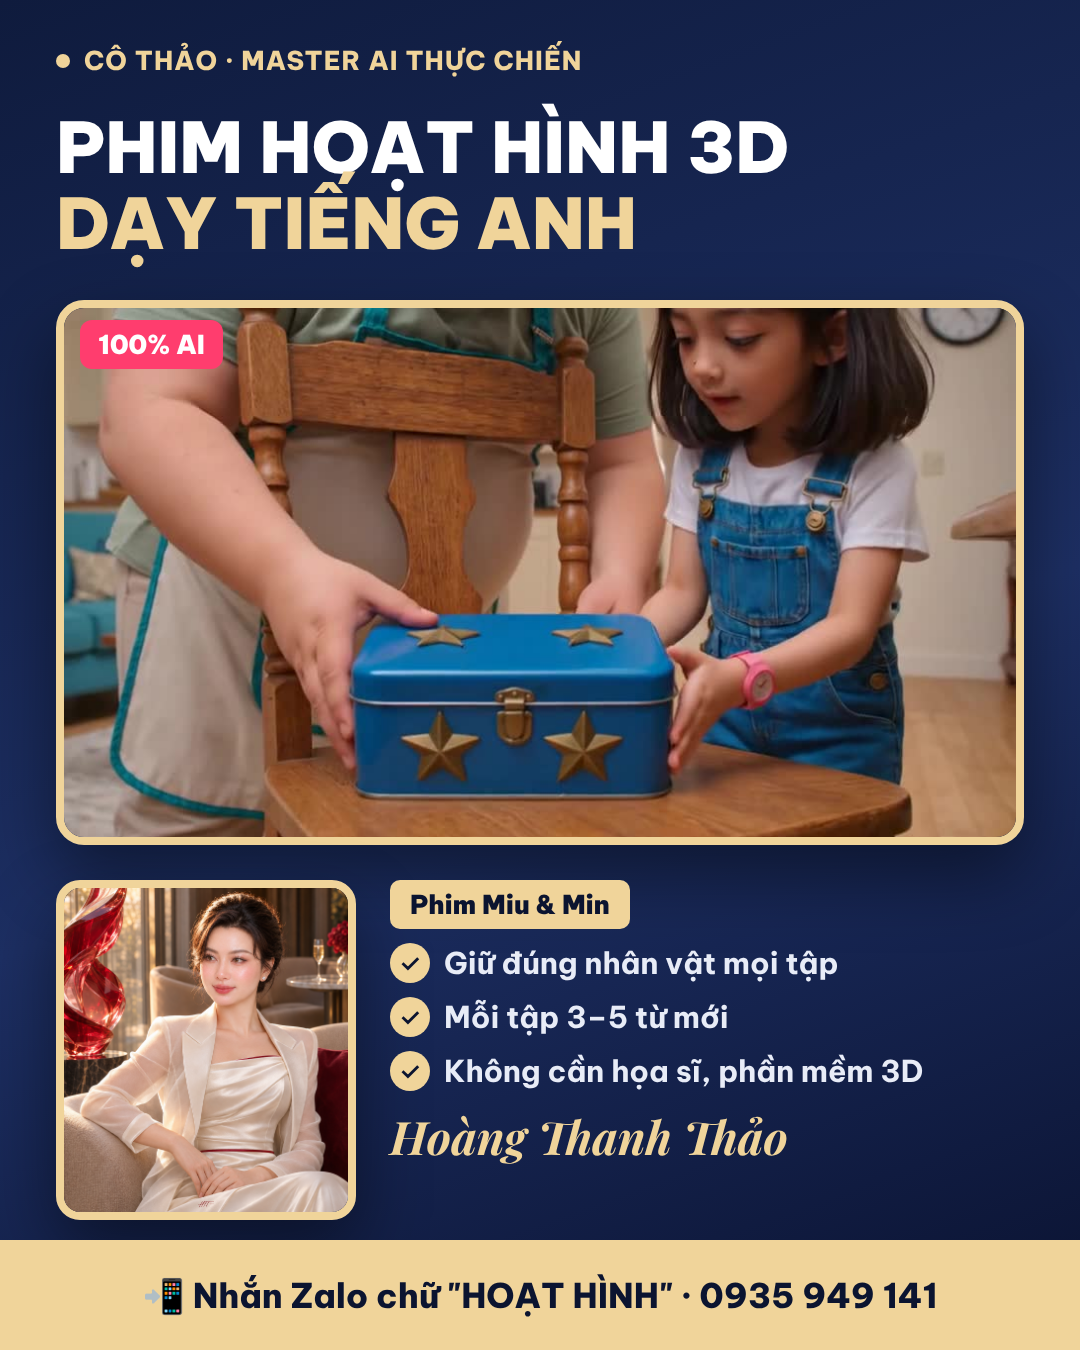 CÔ THẢO · MASTER AI THỰC CHIẾN
PHIM HOẠT HÌNH 3D
DẠY TIẾNG ANH
100% AI
Phim Miu & Min
Giữ đúng nhân vật mọi tập
Mỗi tập 3–5 từ mới
Không cần họa sĩ, phần mềm 3D
Hoàng Thanh Thảo
📲 Nhắn Zalo chữ "HOẠT HÌNH" · 0935 949 141